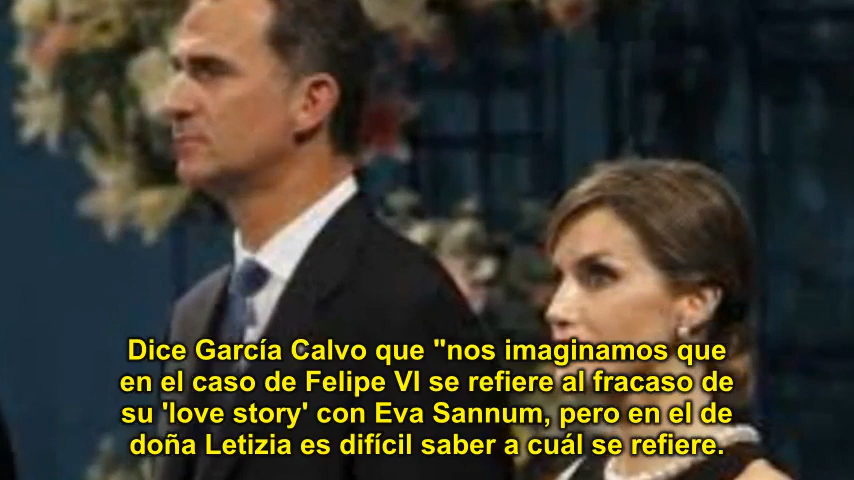 Dice García Calvo que "nos imaginamos que
en el caso de Felipe VI se refiere al fracaso de
su 'love story' con Eva Sannum, pero en el de
doña Letizia es difícil saber a cuál se refiere.